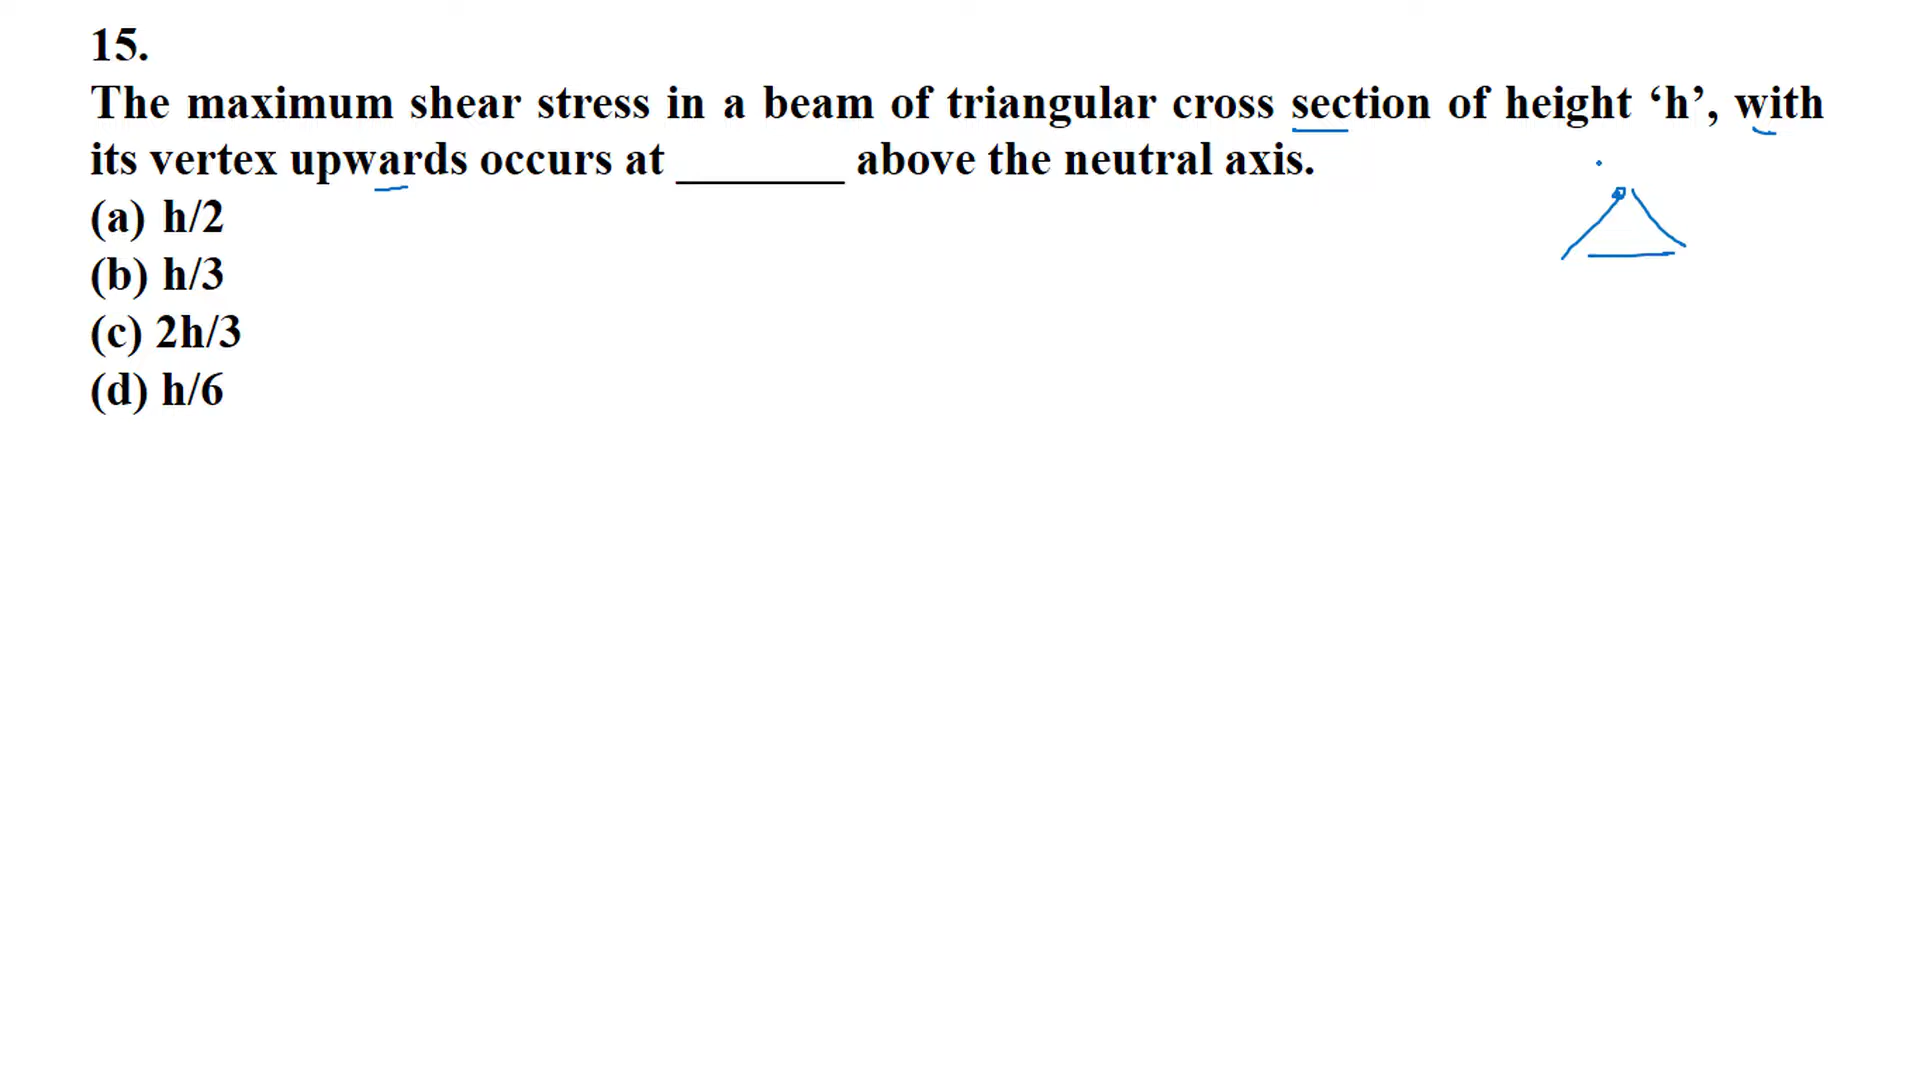 15.
The maximum shear stress in a beam of triangular cross section of height ‘h’, with
its vertex upwards occurs at _______ above the neutral axis.
(a) h/2
(b) h/3
(c) 2h/3
(d) h/6